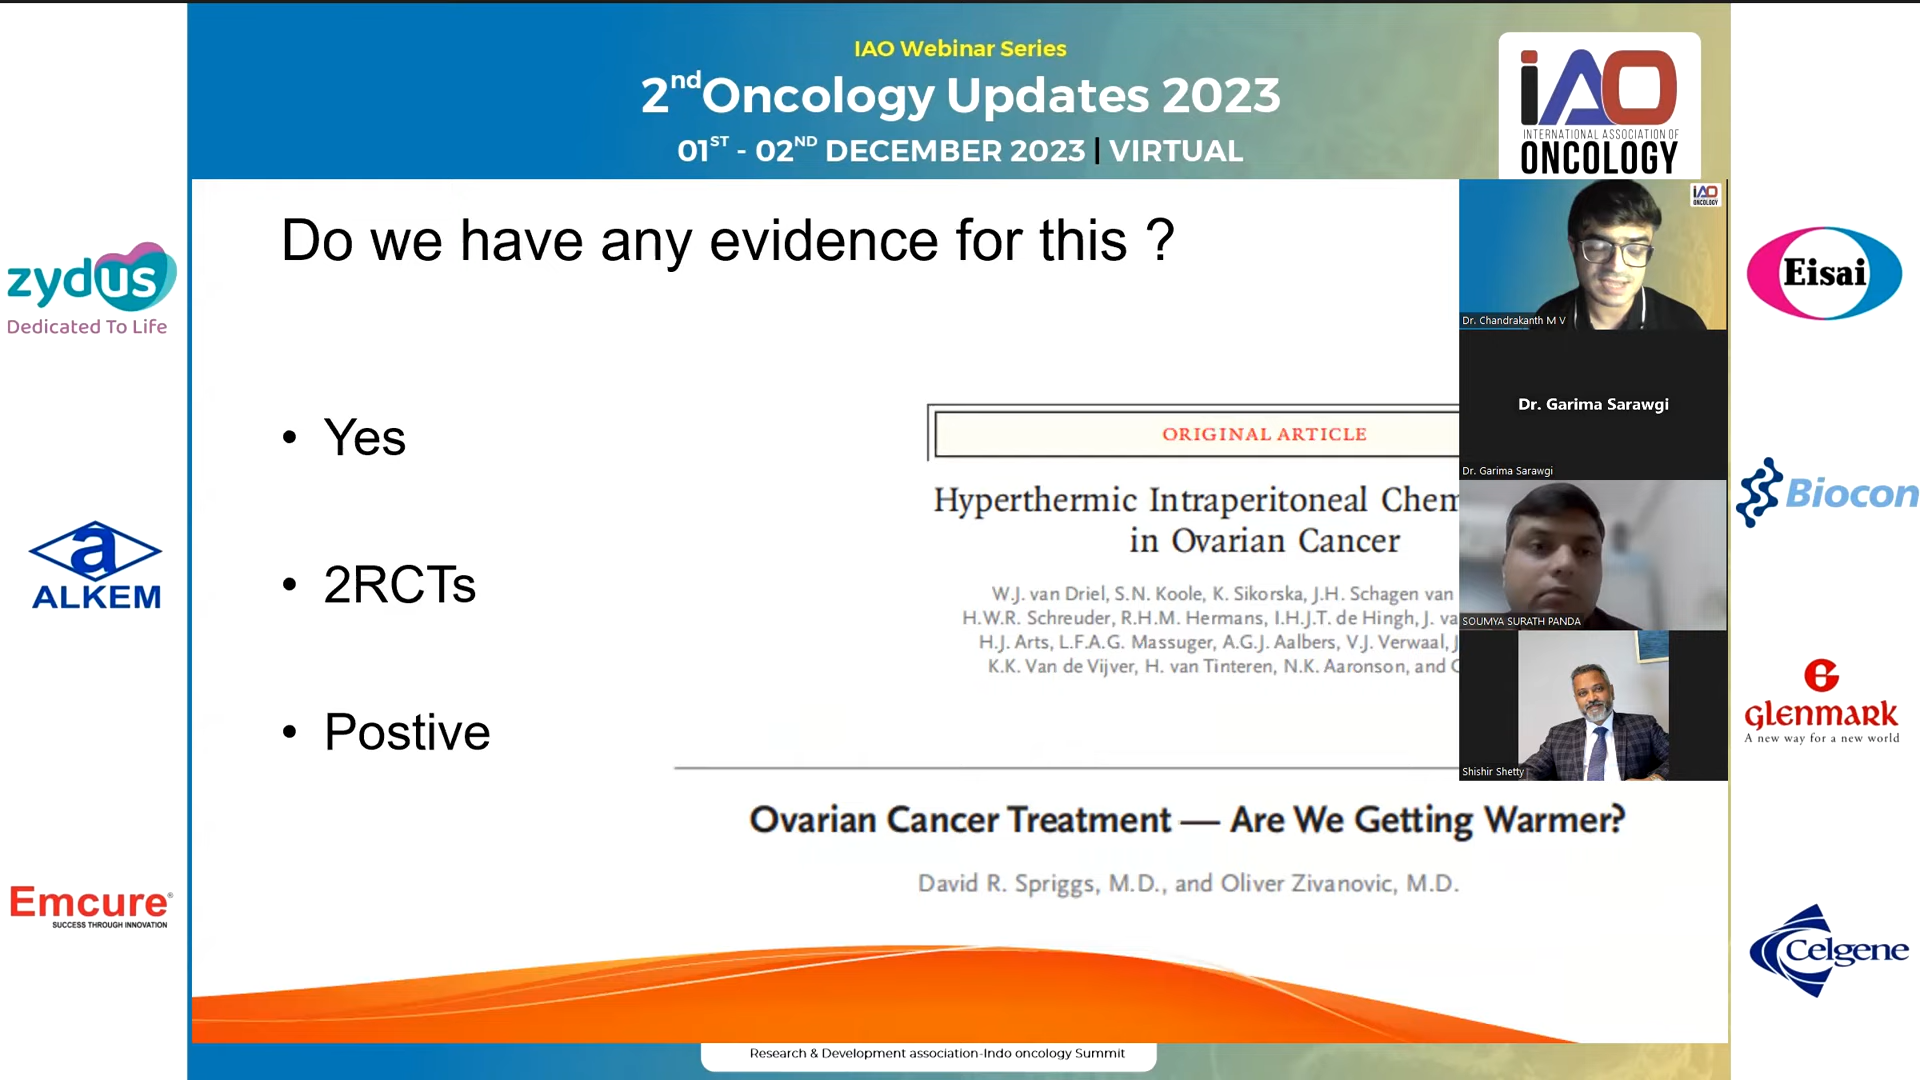 IAO Webinar Series
2nd Oncology Updates 2023
01ST - 02ND DECEMBER 2023 | VIRTUAL
iAO
INTERNATIONAL ASSOCIATION OF
ONCOLOGY
Do we have any evidence for this ?
• Yes
• 2RCTs
• Postive
ORIGINAL ARTICLE
Hyperthermic Intraperitoneal Chem
in Ovarian Cancer
W.J. van Driel, S.N. Koole, K. Sikorska, J.H. Schagen van
H.W.R. Schreuder, R.H.M. Hermans, I.H.J.T. de Hingh, J. va
H.J. Arts, L.F.A.G. Massuger, A.G.J. Aalbers, V.J. Verwaal,
K.K. Van de Vijver, H. van Tinteren, N.K. Aaronson, and
Ovarian Cancer Treatment — Are We Getting Warmer?
David R. Spriggs, M.D., and Oliver Zivanovic, M.D.
iAO
ONCOLOGY
Dr. Chandrakanth M V
Dr. Garima Sarawgi
Dr. Garima Sarawgi
SOUMYA SURATH PANDA
Shishir Shetty
zydus
Dedicated To Life
a
ALKEM
Emcure®
SUCCESS THROUGH INNOVATION
Eisai
Biocon
G
glenmark
A new way for a new world
Celgene
Research & Development association-Indo oncology Summit